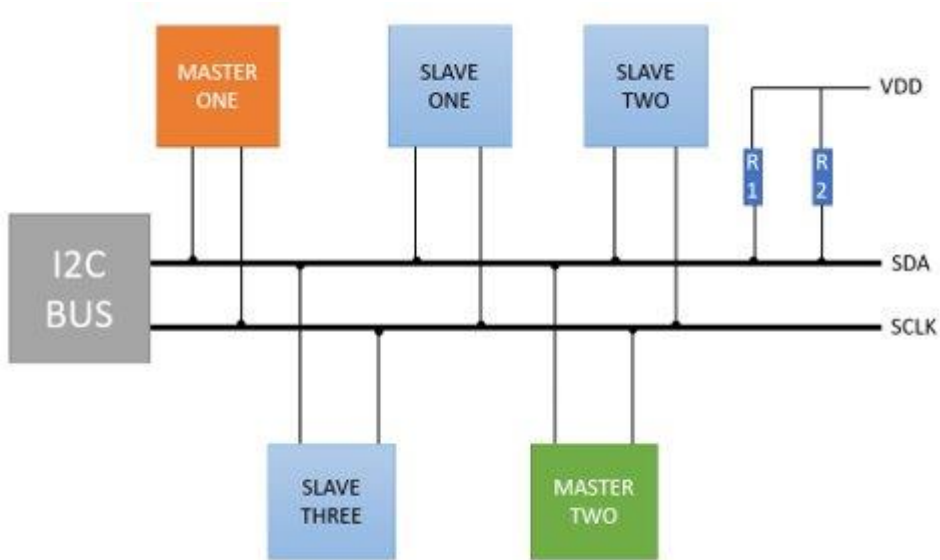 MASTER
ONE
SLAVE
ONE
SLAVE
TWO
VDD
R
1
R
2
I2C
BUS
SDA
SCLK
SLAVE
THREE
MASTER
TWO